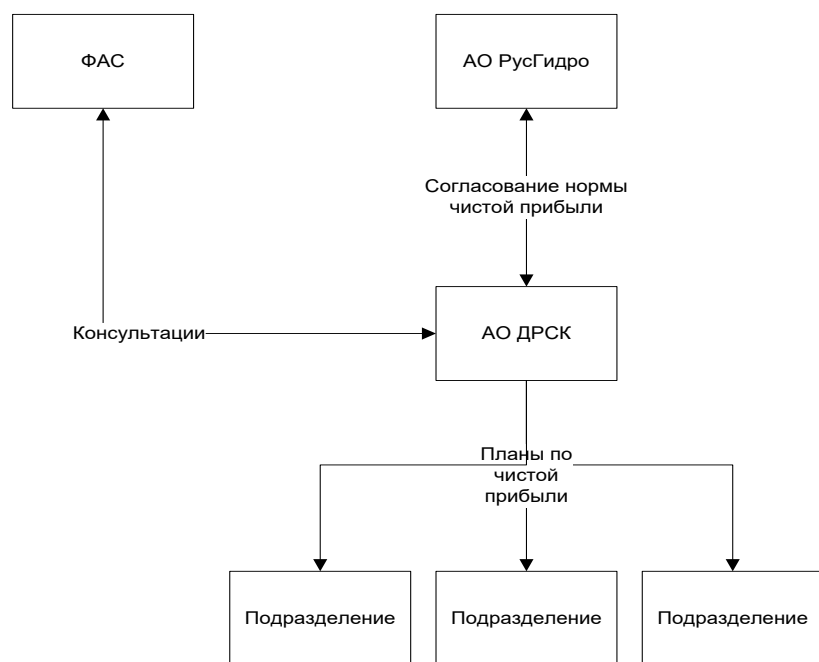 ФАС
АО РусГидро
Согласование нормы
чистой прибыли
Консультации
АО ДРСК
Планы по
чистой
прибыли
Подразделение
Подразделение
Подразделение